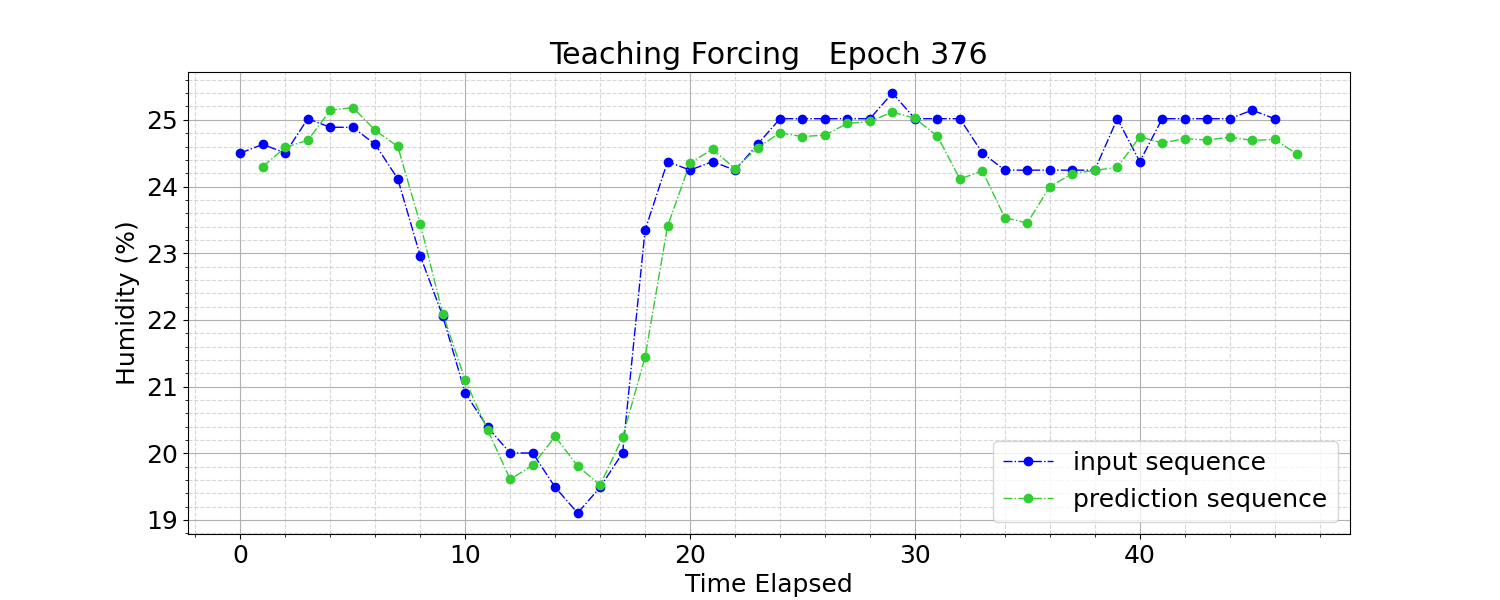 Teaching Forcing   Epoch 376
Humidity (%)
25
24
23
22
21
20
19
input sequence
prediction sequence
0 10 20 30 40
Time Elapsed